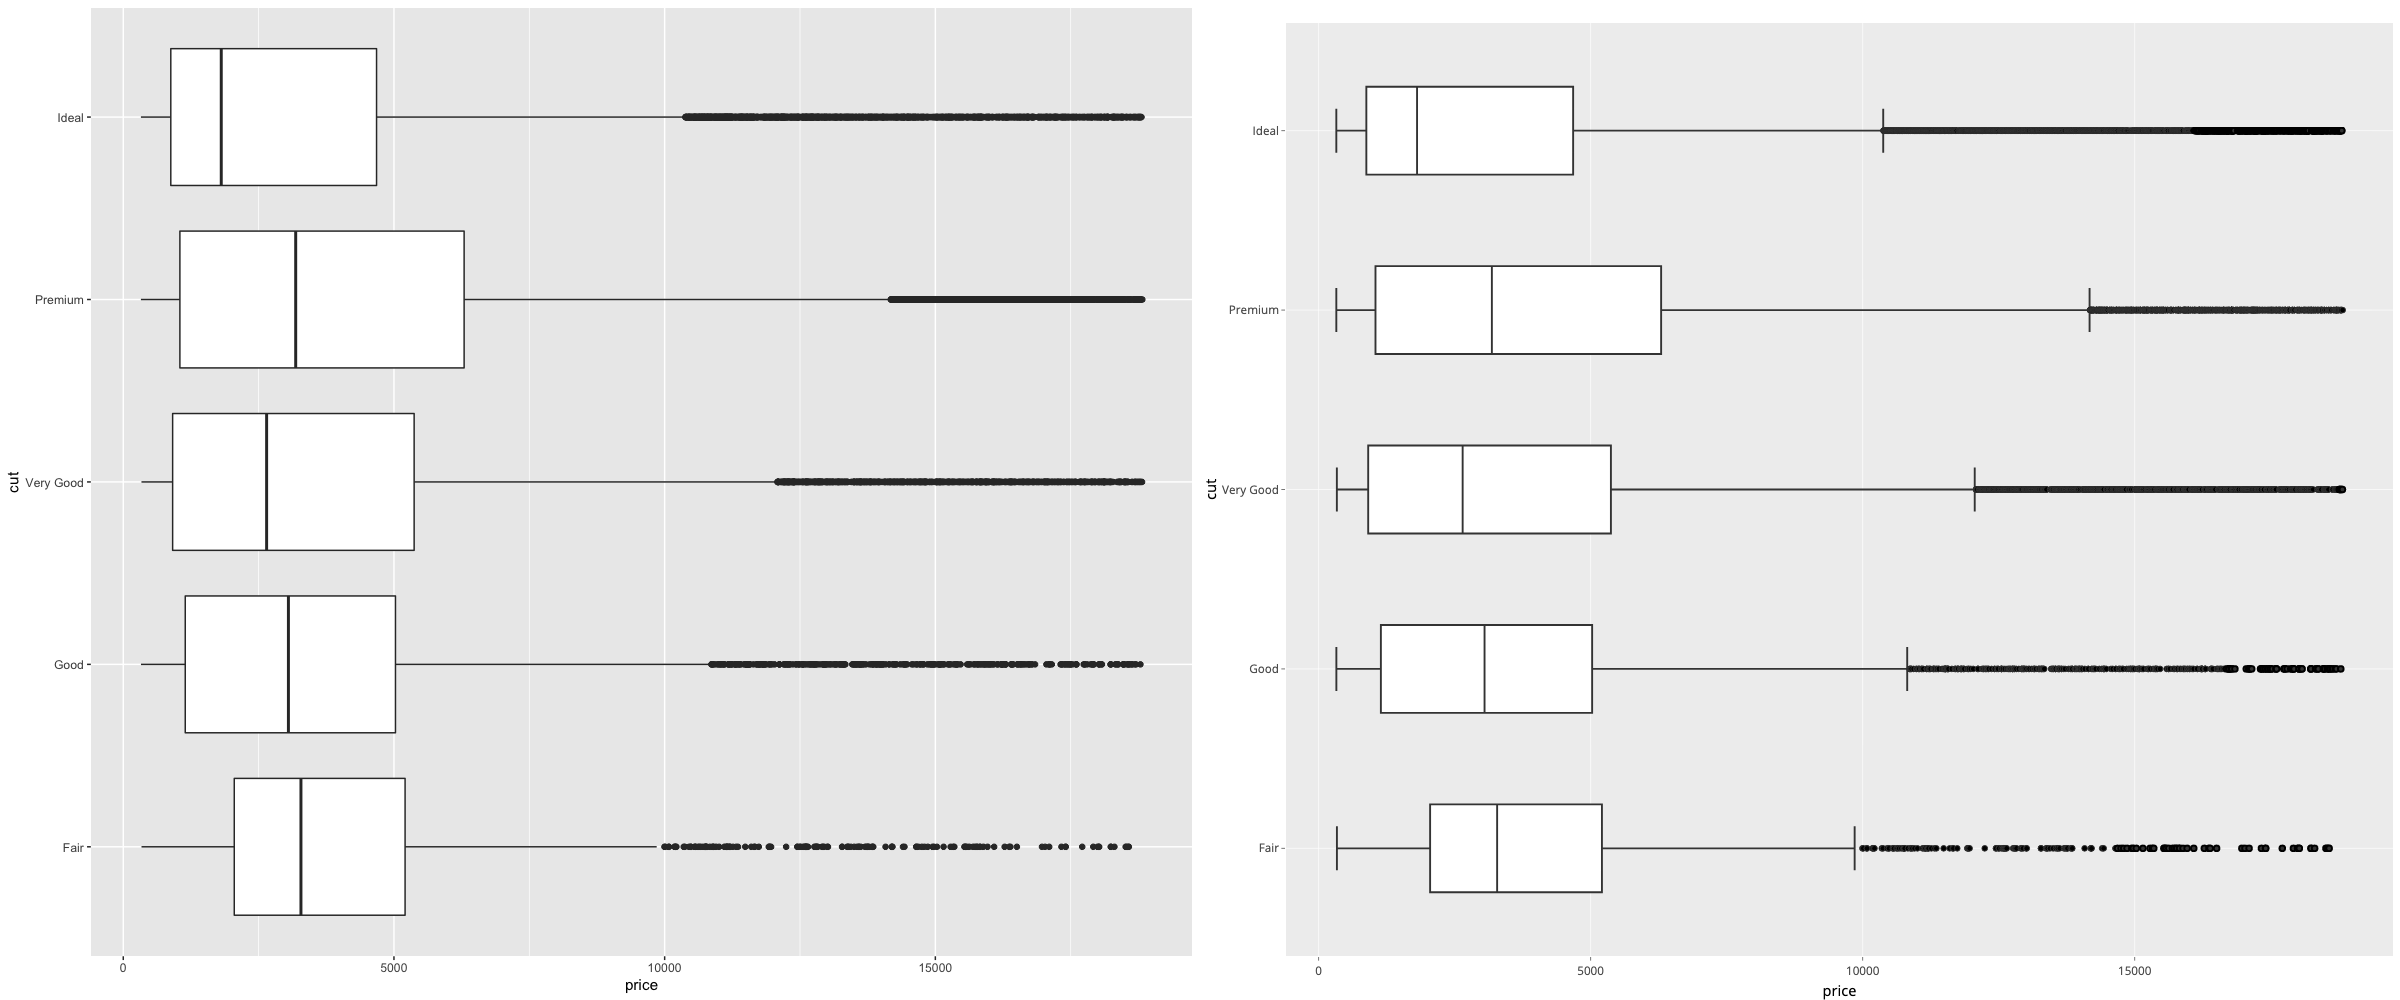 Ideal
Premium
cut
Very Good
Good
Fair
0 5000 10000 15000
price
Ideal
Premium
cut
Very Good
Good
Fair
0 5000 10000 15000
price